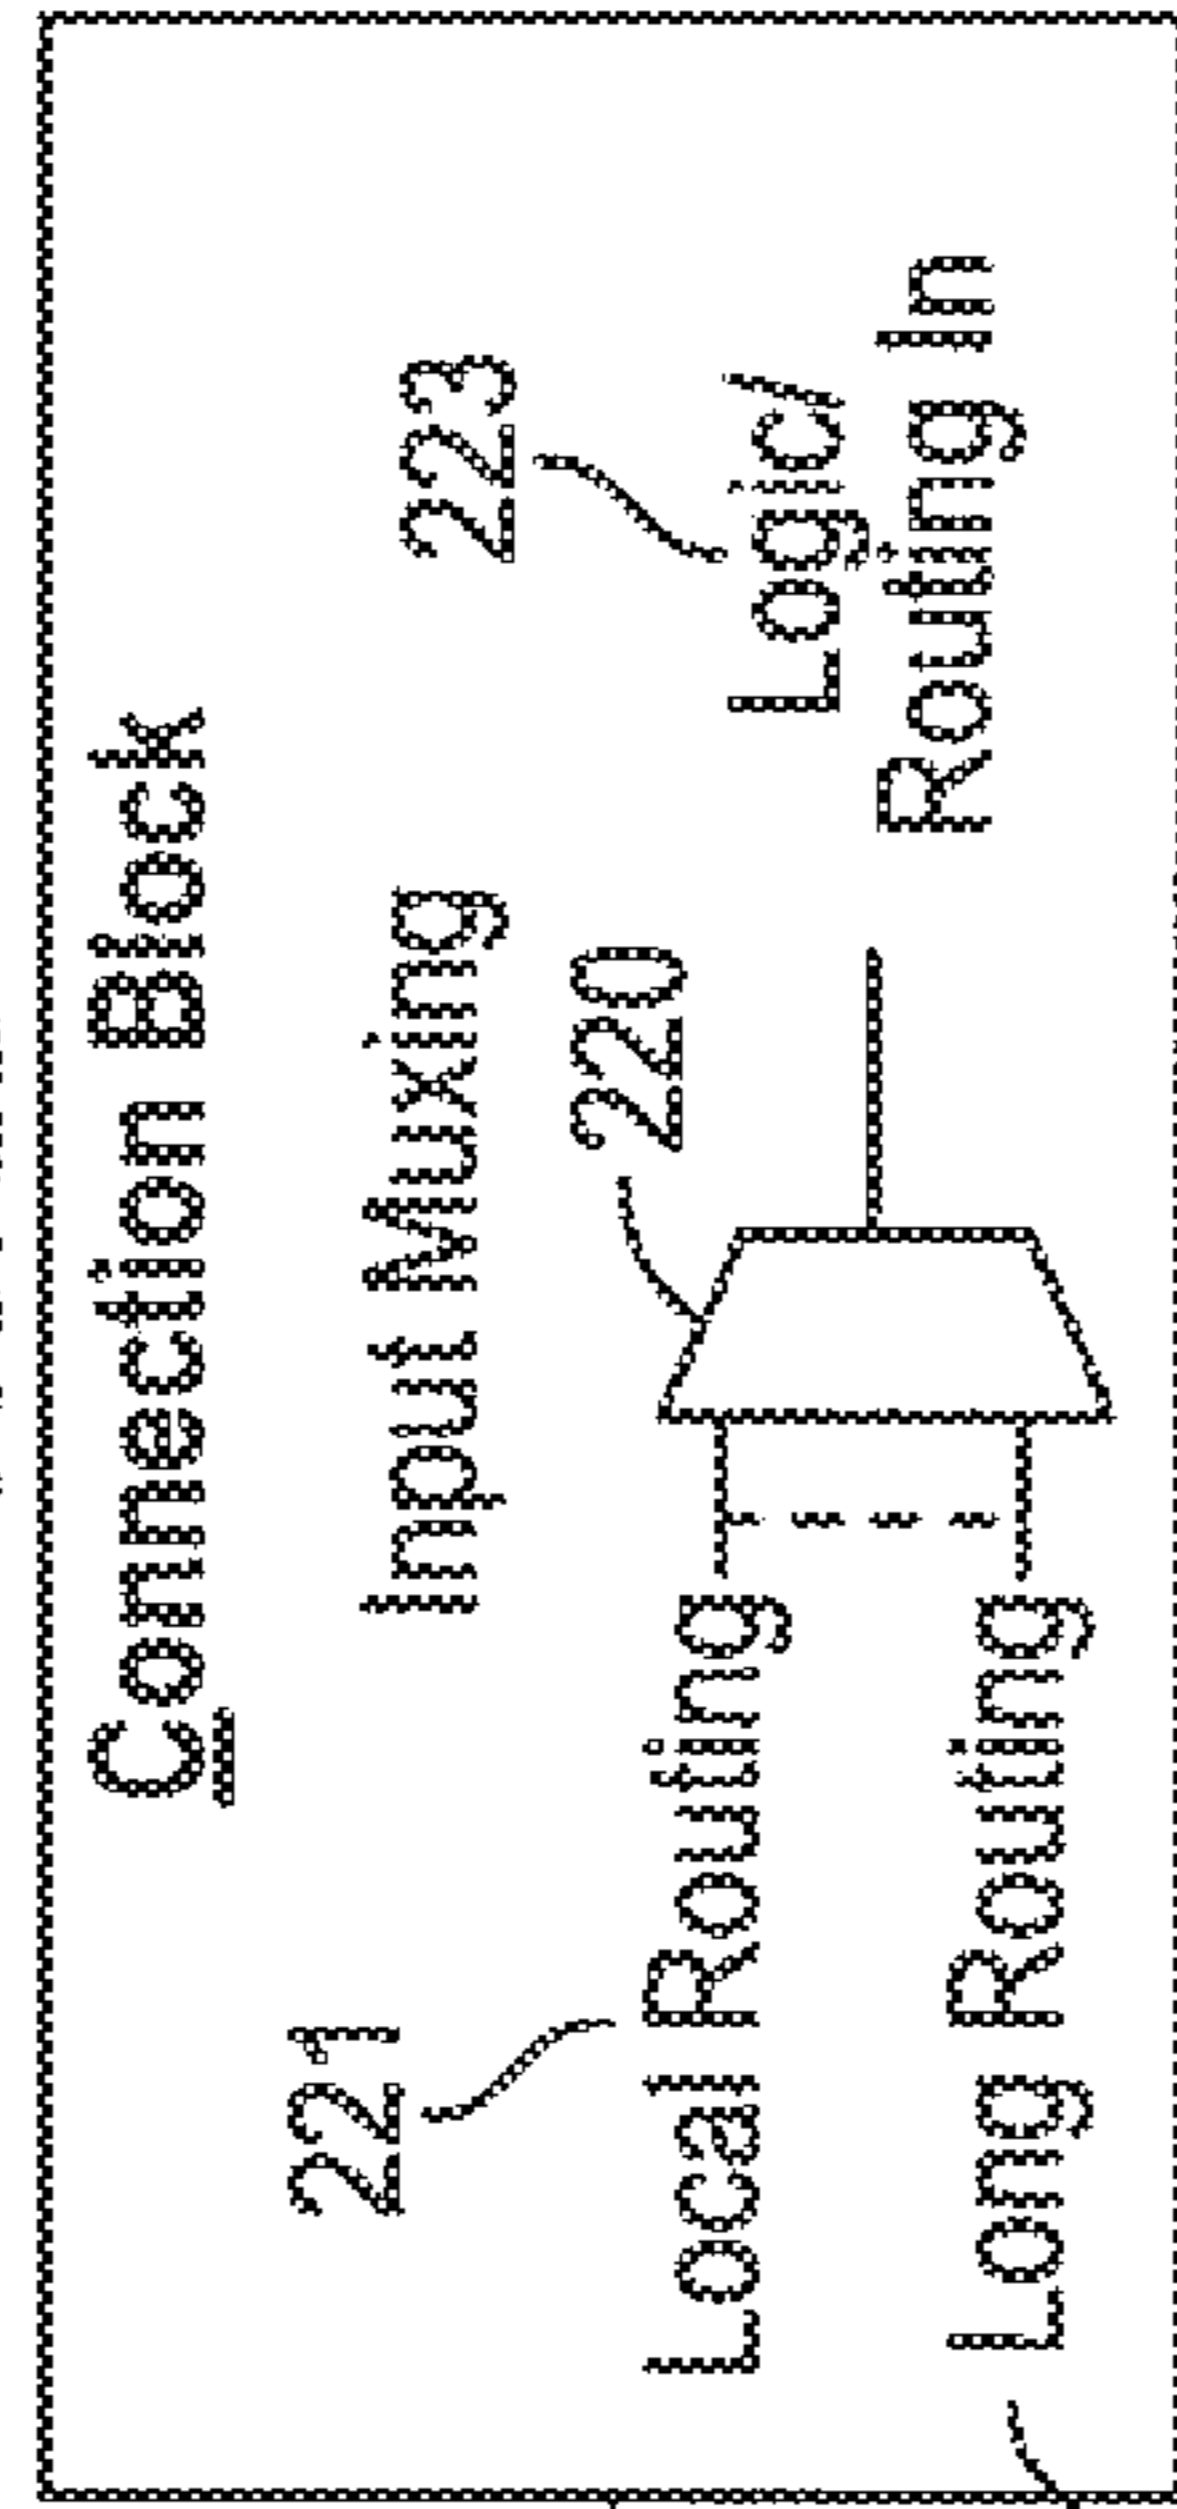 Connection Block
Input Muxing
221
Local Routing
Long Routing
220
223
Logic/
Routing In